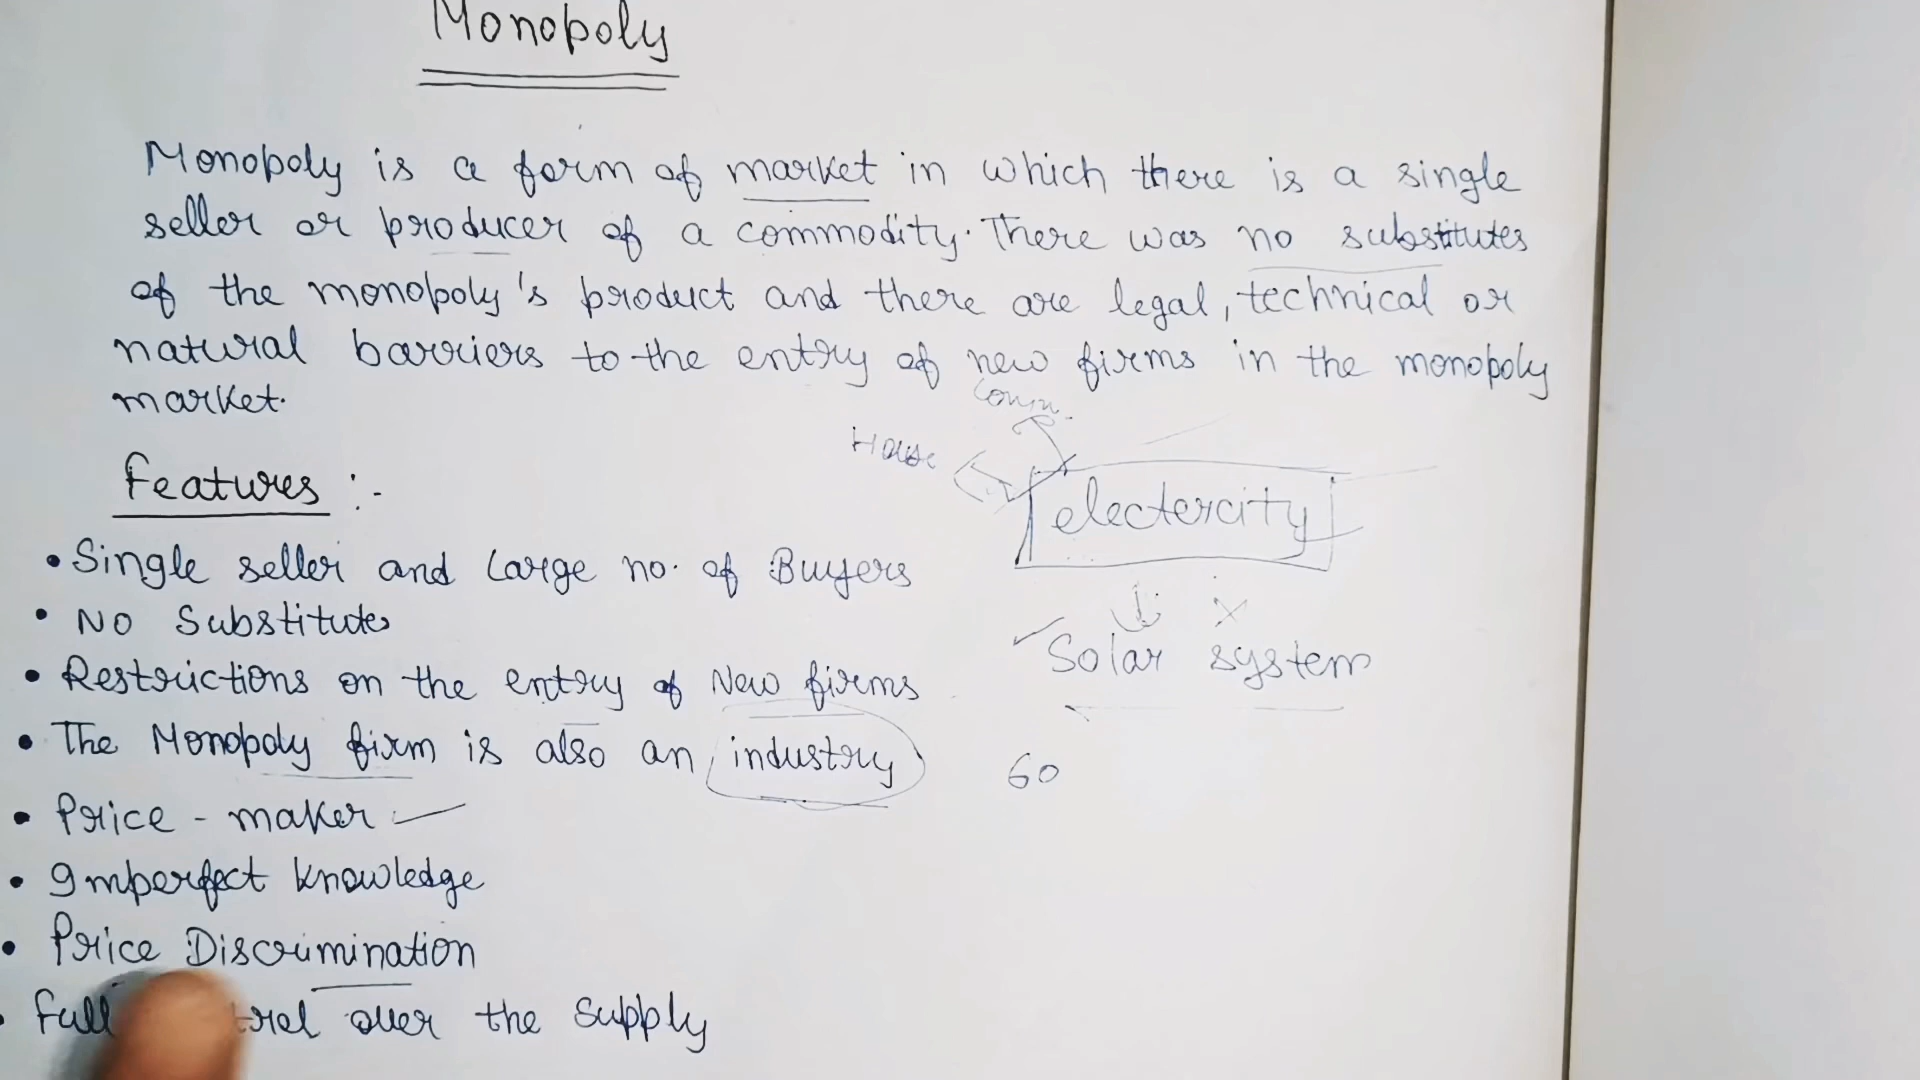 Monopoly
Monopoly is a form of market in which there is a single
seller or producer of a commodity. There was no substitutes
of the monopoly's product and there are legal, technical or
natural barriers to the entry of new firms in the monopoly
market.
Comm.
House
electercity
Solar system
60
Features :-
• Single seller and Large no. of Buyers
• No Substitutes
• Restrictions on the entry of New firms
• The Monopoly firm is also an industry
• Price - maker
• Imperfect Knowledge
• Price Discrimination
• Full over the supply